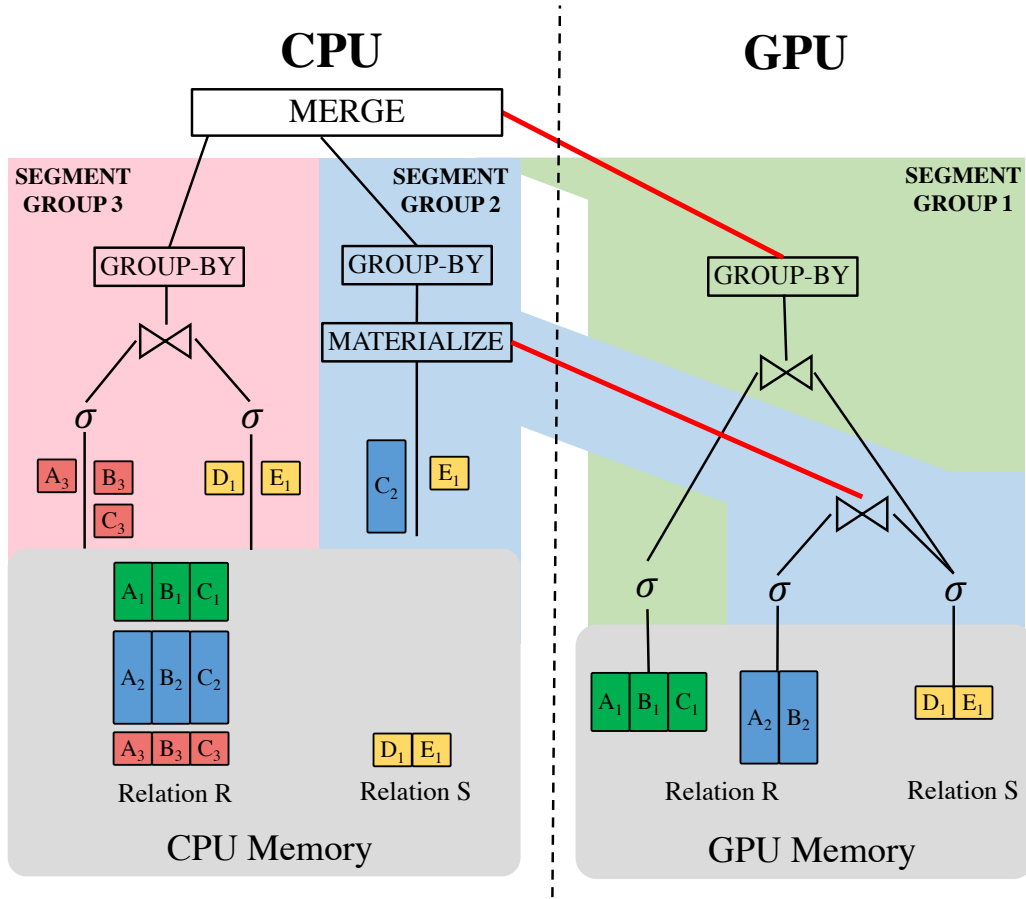 CPU
GPU
MERGE
SEGMENT
GROUP 3
SEGMENT
GROUP 2
SEGMENT
GROUP 1
GROUP-BY
GROUP-BY
GROUP-BY
MATERIALIZE
σ
σ
A₃
B₃
C₃
D₁
E₁
C₂
E₁
σ
σ
σ
A₁ B₁ C₁
A₂ B₂ C₂
A₃ B₃ C₃
D₁ E₁
Relation R
Relation S
CPU Memory
A₁ B₁ C₁
A₂ B₂
D₁ E₁
Relation R
Relation S
GPU Memory